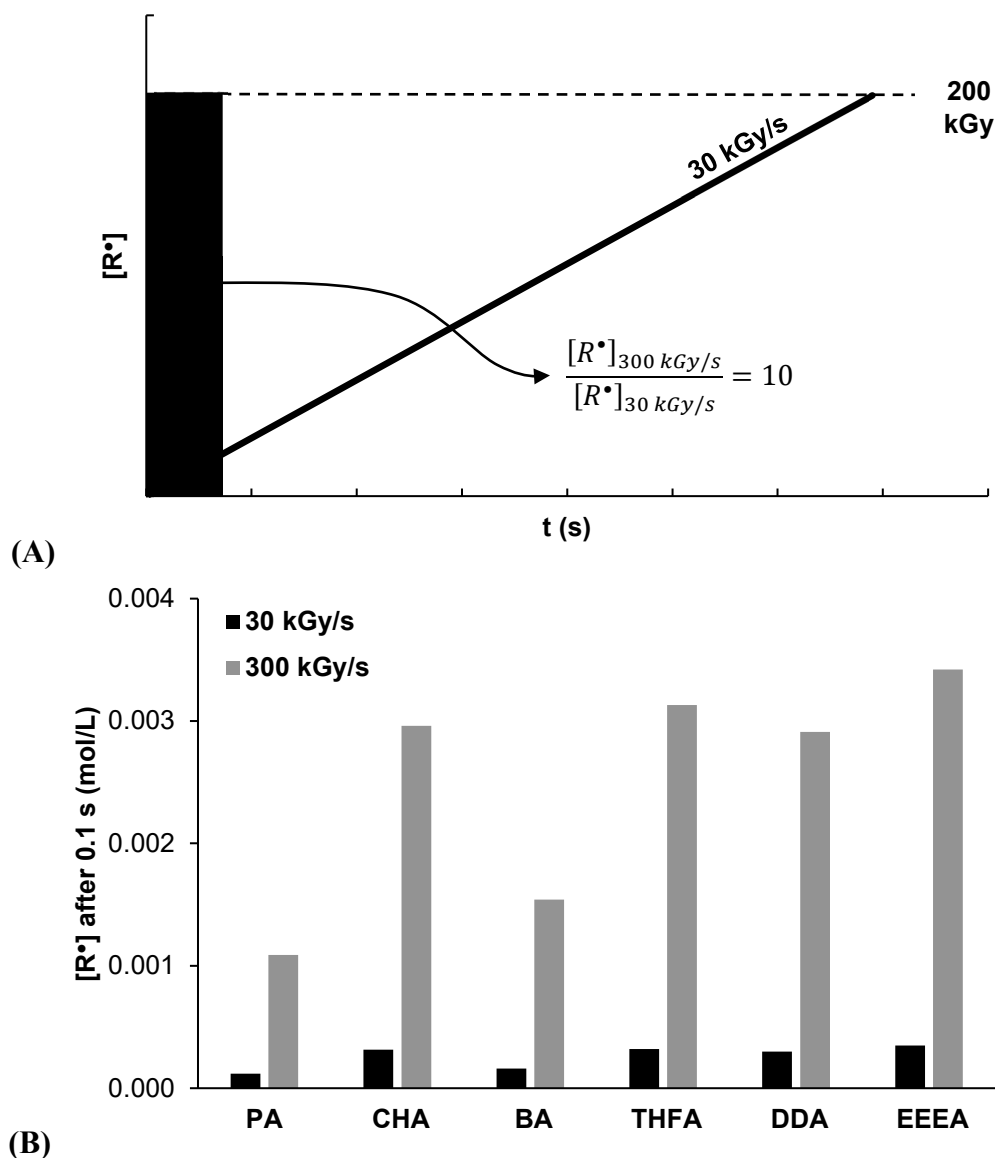 200
kGy
30 kGy/s
[R•]
[R•]300 kGy/s
[R•]30 kGy/s
= 10
t (s)
(A)
0.004
30 kGy/s
300 kGy/s
0.003
0.002
0.001
0.000
[R•] after 0.1 s (mol/L)
PA CHA BA THFA DDA EEEA
(B)